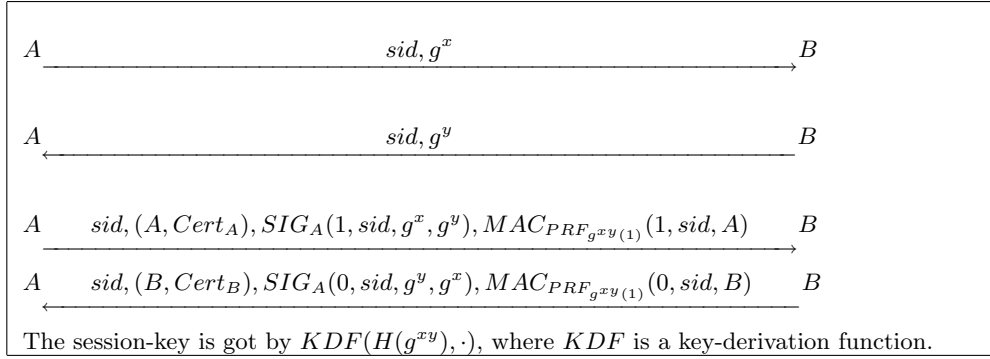 A sid, g^x B
A sid, g^y B
A sid, (A, Cert_A), SIG_A(1, sid, g^x, g^y), MAC_{PRF_{g^{xy}(1)}}(1, sid, A) B
A sid, (B, Cert_B), SIG_A(0, sid, g^y, g^x), MAC_{PRF_{g^{xy}(1)}}(0, sid, B) B
The session-key is got by KDF(H(g^{xy}), ·), where KDF is a key-derivation function.